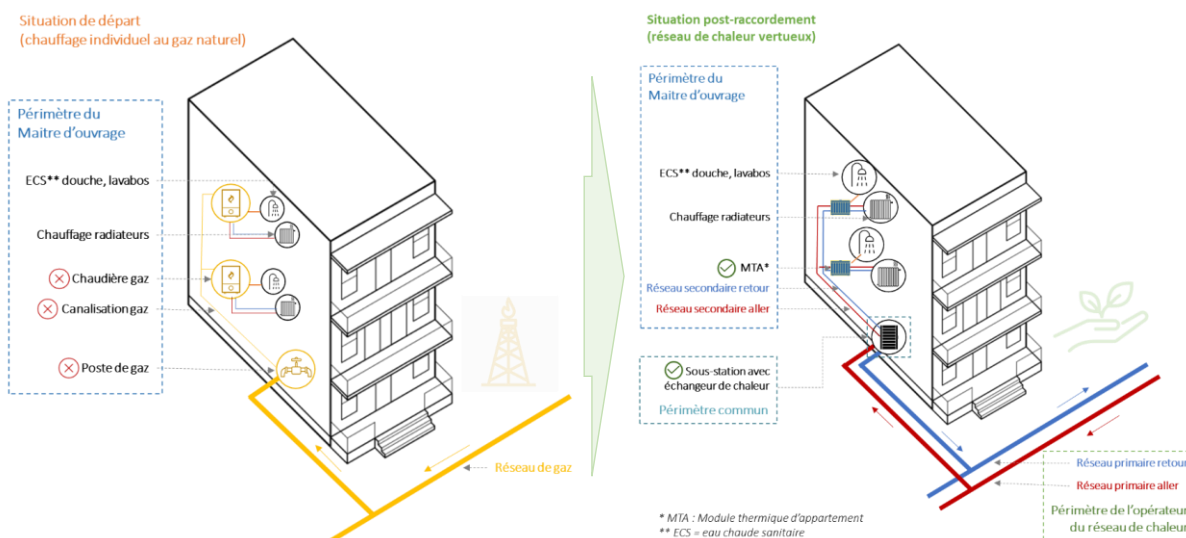 Situation de départ
(chauffage individuel au gaz naturel)
Périmètre du
Maitre d'ouvrage
ECS** douche, lavabos
Chauffage radiateurs
Chaudière gaz
Canalisation gaz
Poste de gaz
Réseau de gaz
Situation post-raccordement
(réseau de chaleur vertueux)
Périmètre du
Maitre d'ouvrage
ECS** douche, lavabos
Chauffage radiateurs
MTA*
Réseau secondaire retour
Réseau secondaire aller
Sous-station avec
échangeur de chaleur
Périmètre commun
Réseau primaire retour
Réseau primaire aller
Périmètre de l'opérateur
du réseau de chaleur
* MTA : Module thermique d'appartement
** ECS = eau chaude sanitaire